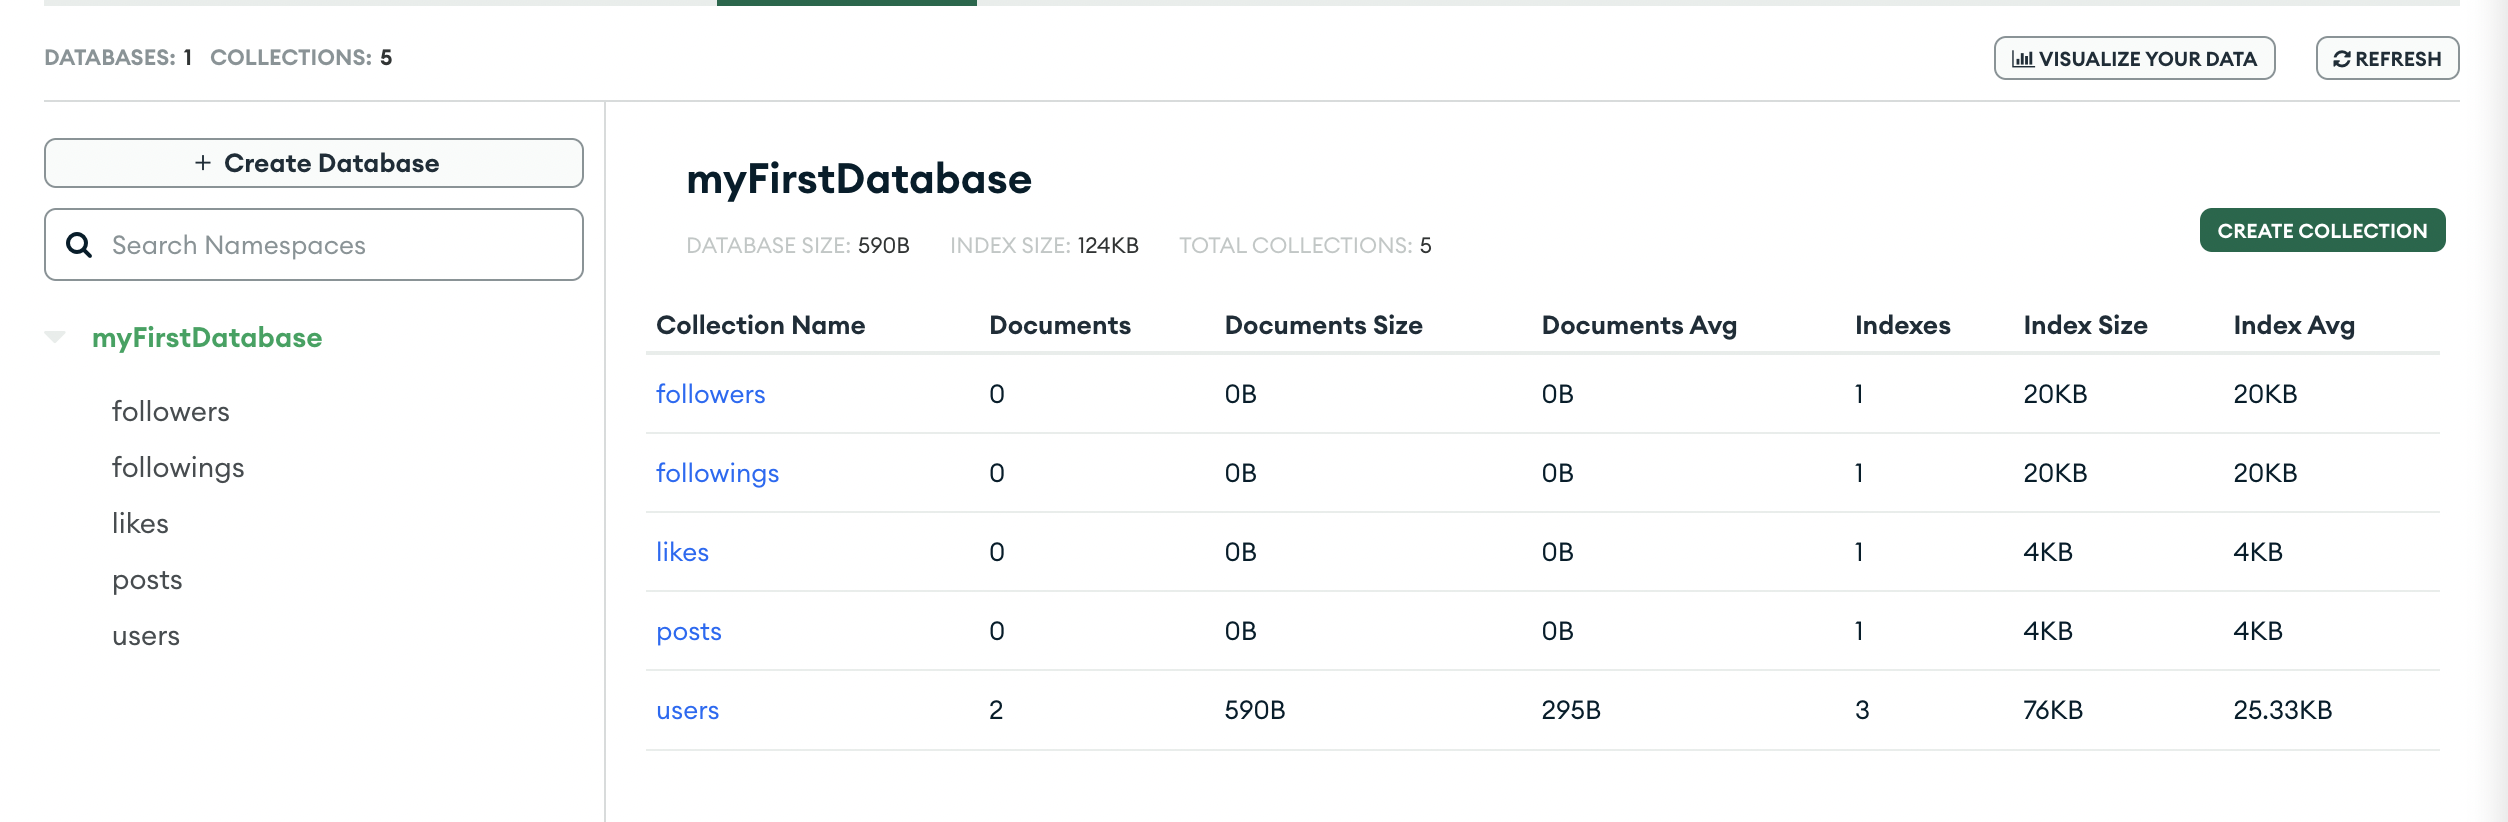 DATABASES: 1 COLLECTIONS: 5
VISUALIZE YOUR DATA
REFRESH
+ Create Database
Search Namespaces
myFirstDatabase
followers
followings
likes
posts
users
myFirstDatabase
DATABASE SIZE: 590B INDEX SIZE: 124KB TOTAL COLLECTIONS: 5
CREATE COLLECTION
Collection Name Documents Documents Size Documents Avg Indexes Index Size Index Avg
followers 0 0B 0B 1 20KB 20KB
followings 0 0B 0B 1 20KB 20KB
likes 0 0B 0B 1 4KB 4KB
posts 0 0B 0B 1 4KB 4KB
users 2 590B 295B 3 76KB 25.33KB